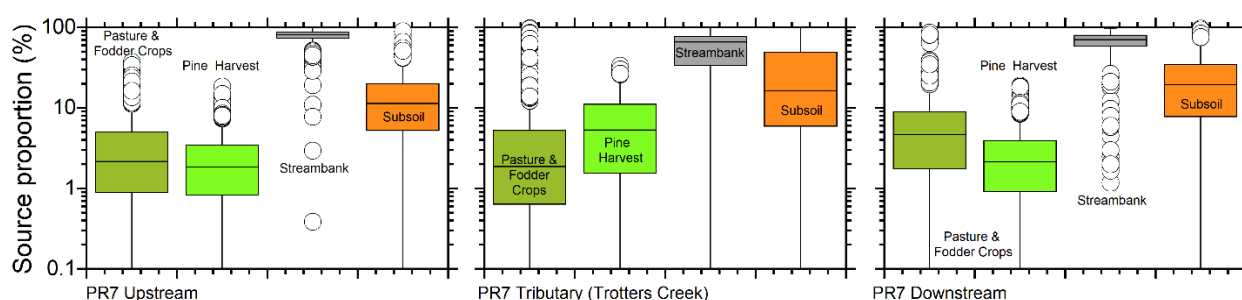 Source proportion (%)
100
10
1
0.1
Pasture &
Fodder Crops
Pine Harvest
Streambank
Subsoil
PR7 Upstream
Pasture &
Fodder
Crops
Pine
Harvest
Streambank
Subsoil
PR7 Tributary (Trotters Creek)
Pasture &
Fodder Crops
Pine Harvest
Streambank
Subsoil
PR7 Downstream